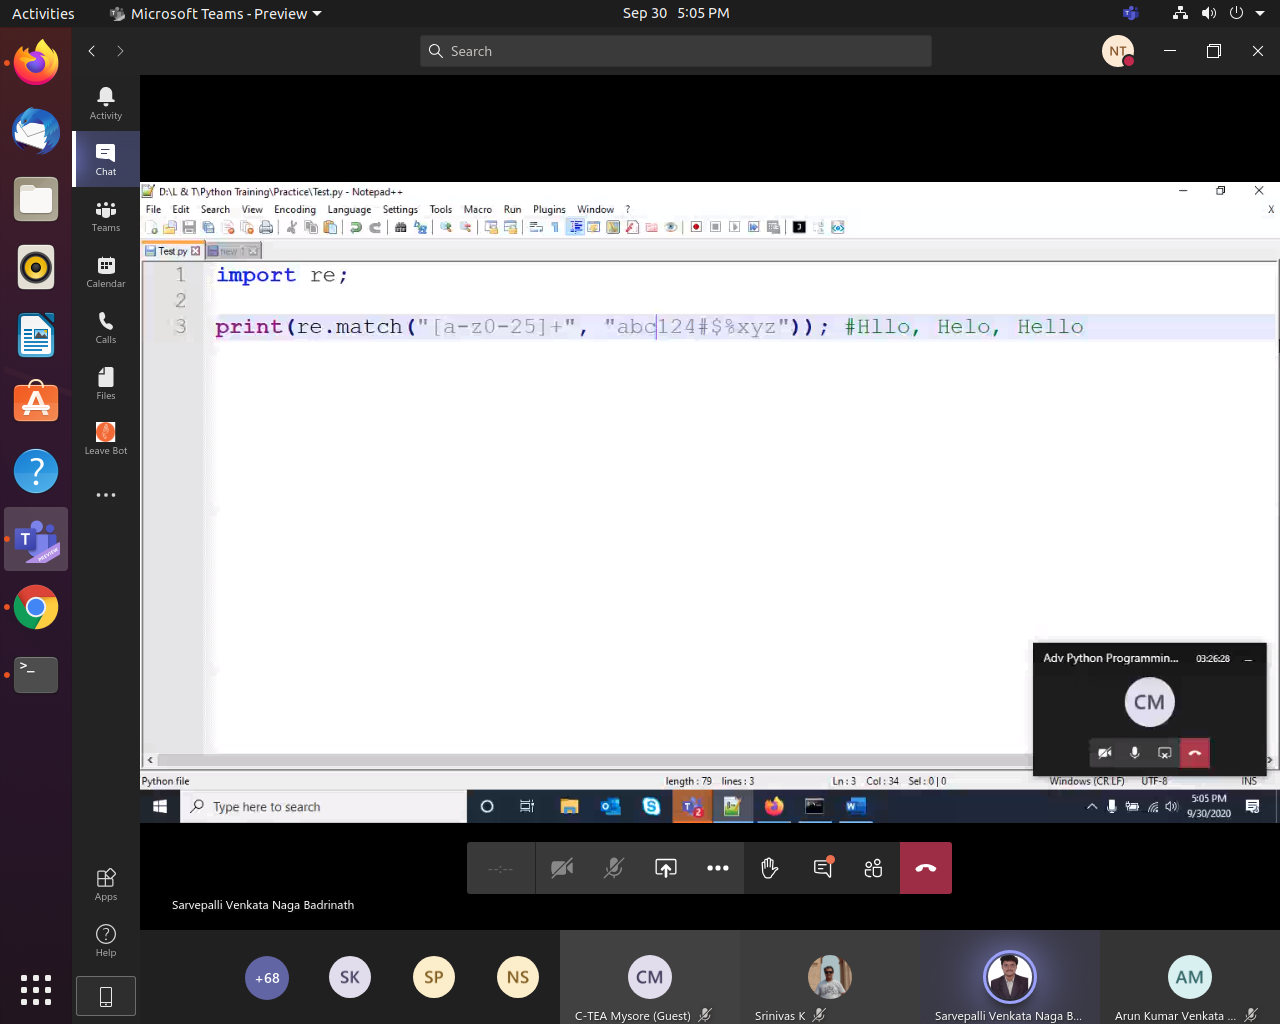 Activities
Microsoft Teams - Preview
Sep 30 5:05 PM
Search
NT
Activity
Chat
Teams
Calendar
Calls
Files
Leave Bot
Apps
Help
D:\L & T\Python Training\Practice\Test.py - Notepad++
File Edit Search View Encoding Language Settings Tools Macro Run Plugins Window ? X
Test.py new 1
1 import re;
2
3 print(re.match("[a-z0-25]+", "abc124#$%xyz")); #Hllo, Helo, Hello
Adv Python Programmin... 03:26:28
CM
Python file length : 79 lines : 3 Ln : 3 Col : 34 Sel : 0 | 0 Windows (CR LF) UTF-8 INS
Type here to search
2
5:05 PM
9/30/2020
--:--
Sarvepalli Venkata Naga Badrinath
+68 SK SP NS CM AM
C-TEA Mysore (Guest) Srinivas K Sarvepalli Venkata Naga B... Arun Kumar Venkata ...